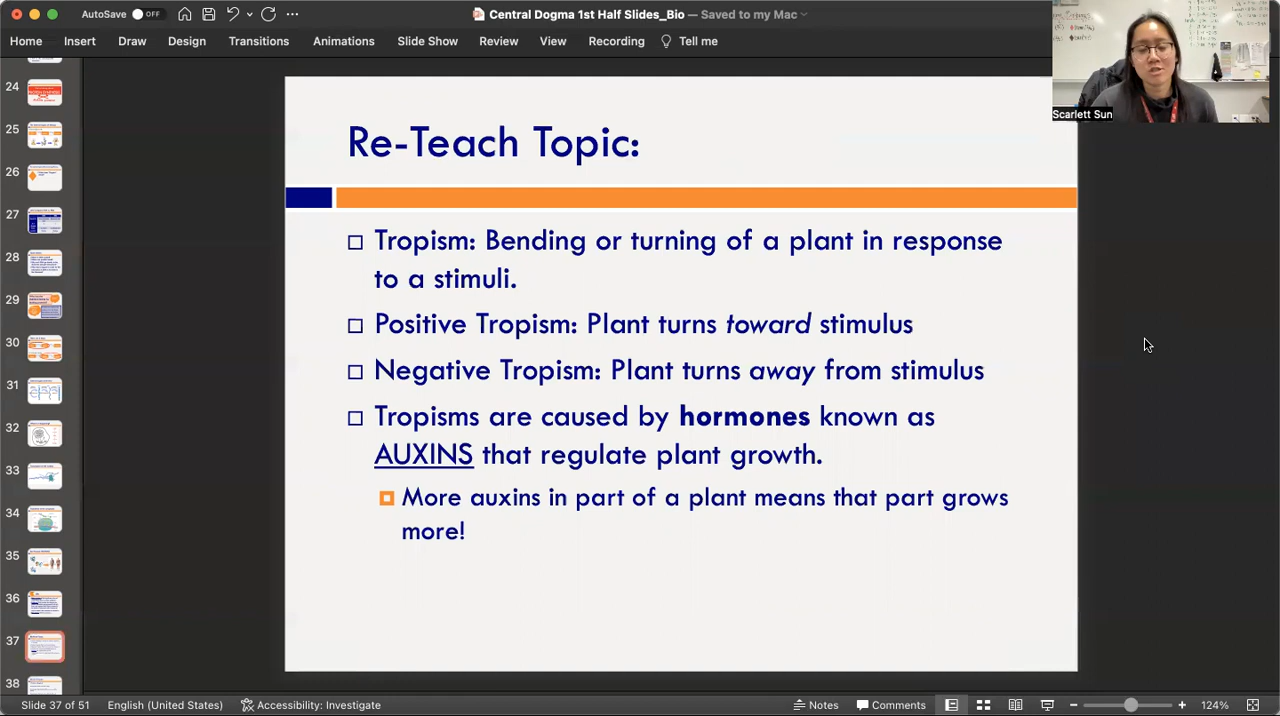 AutoSave OFF
Central Dogma 1st Half Slides_Bio — Saved to my Mac
Home Insert Draw Design Transitions Animations Slide Show Review View Recording Tell me
Scarlett Sun
24
25
26
27
28
29
30
31
32
33
34
35
36
37
38
Re-Teach Topic:
Tropism: Bending or turning of a plant in response
to a stimuli.
Positive Tropism: Plant turns toward stimulus
Negative Tropism: Plant turns away from stimulus
Tropisms are caused by hormones known as
AUXINS that regulate plant growth.
More auxins in part of a plant means that part grows
more!
Slide 37 of 51 English (United States) Accessibility: Investigate Notes Comments 124%